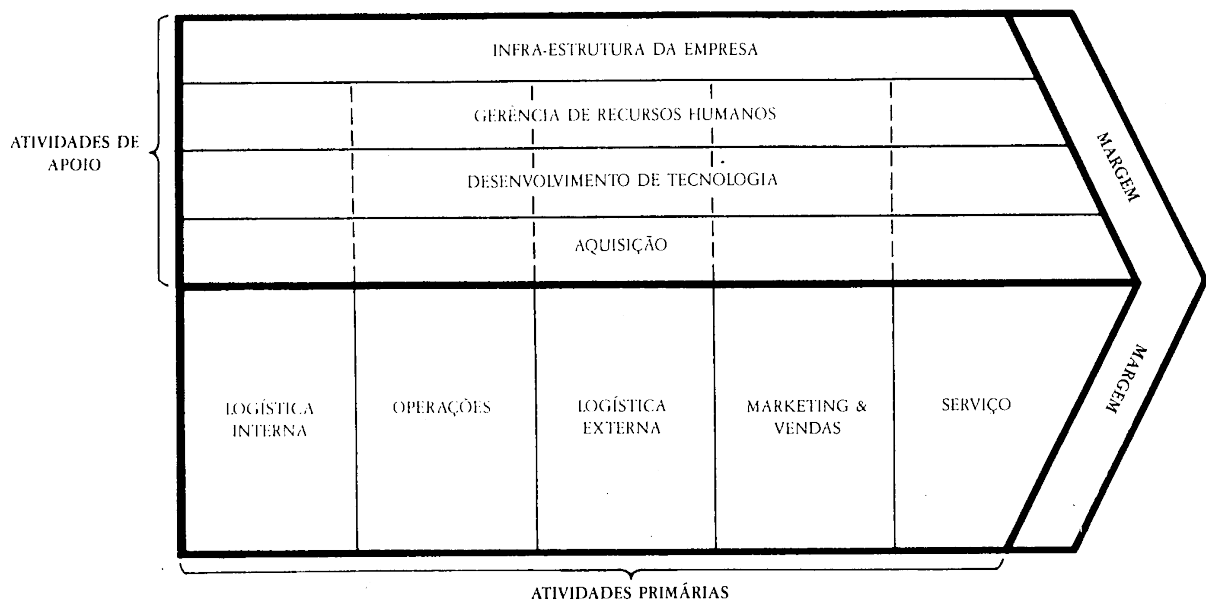 INFRA-ESTRUTURA DA EMPRESA
GERÊNCIA DE RECURSOS HUMANOS
ATIVIDADES DE
APOIO
DESENVOLVIMENTO DE TECNOLOGIA
AQUISIÇÃO
MARGEM
MARGEM
LOGÍSTICA
INTERNA
OPERAÇÕES
LOGÍSTICA
EXTERNA
MARKETING &
VENDAS
SERVIÇO
ATIVIDADES PRIMÁRIAS